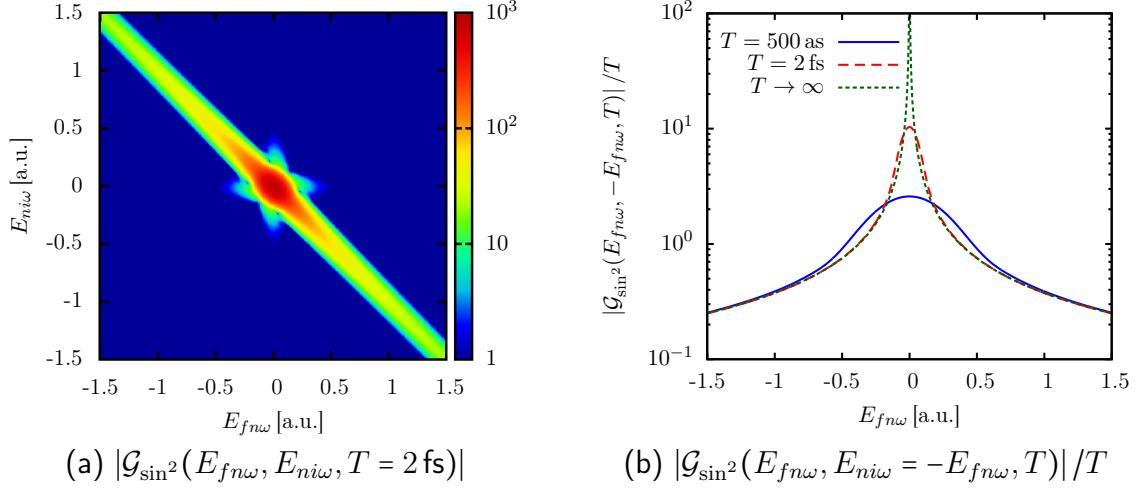 1.5
1
0.5
0
-0.5
-1
-1.5
E_{niω} [a.u.]
-1.5 -1 -0.5 0 0.5 1 1.5
E_{fnω} [a.u.]
10^3
10^2
10
1
(a) |𝒢_{sin²}(E_{fnω}, E_{niω}, T = 2 fs)|
10^2
10^1
10^0
10^{-1}
|𝒢_{sin²}(E_{fnω}, −E_{fnω}, T)|/T
T = 500 as
T = 2 fs
T → ∞
-1.5 -1 -0.5 0 0.5 1 1.5
E_{fnω} [a.u.]
(b) |𝒢_{sin²}(E_{fnω}, E_{niω} = −E_{fnω}, T)|/T